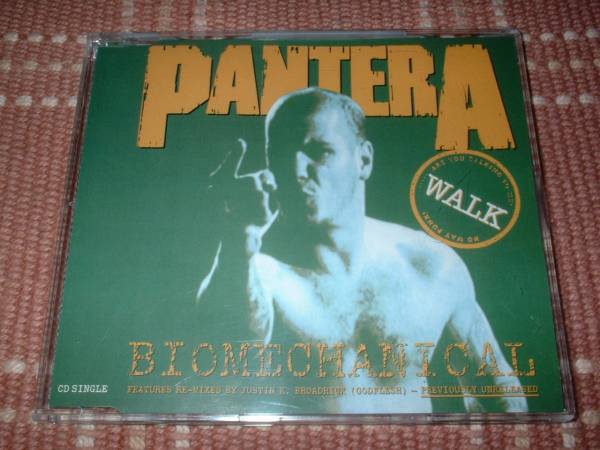 PANTERA
ARE YOU TALKING TO ME?
WALK
NO WAY PUNK!
BIOMECHANICAL
CD SINGLE
FEATURES RE-MIXED BY JUSTIN K. BROADRICK (GODFLESH) – PREVIOUSLY UNRELEASED